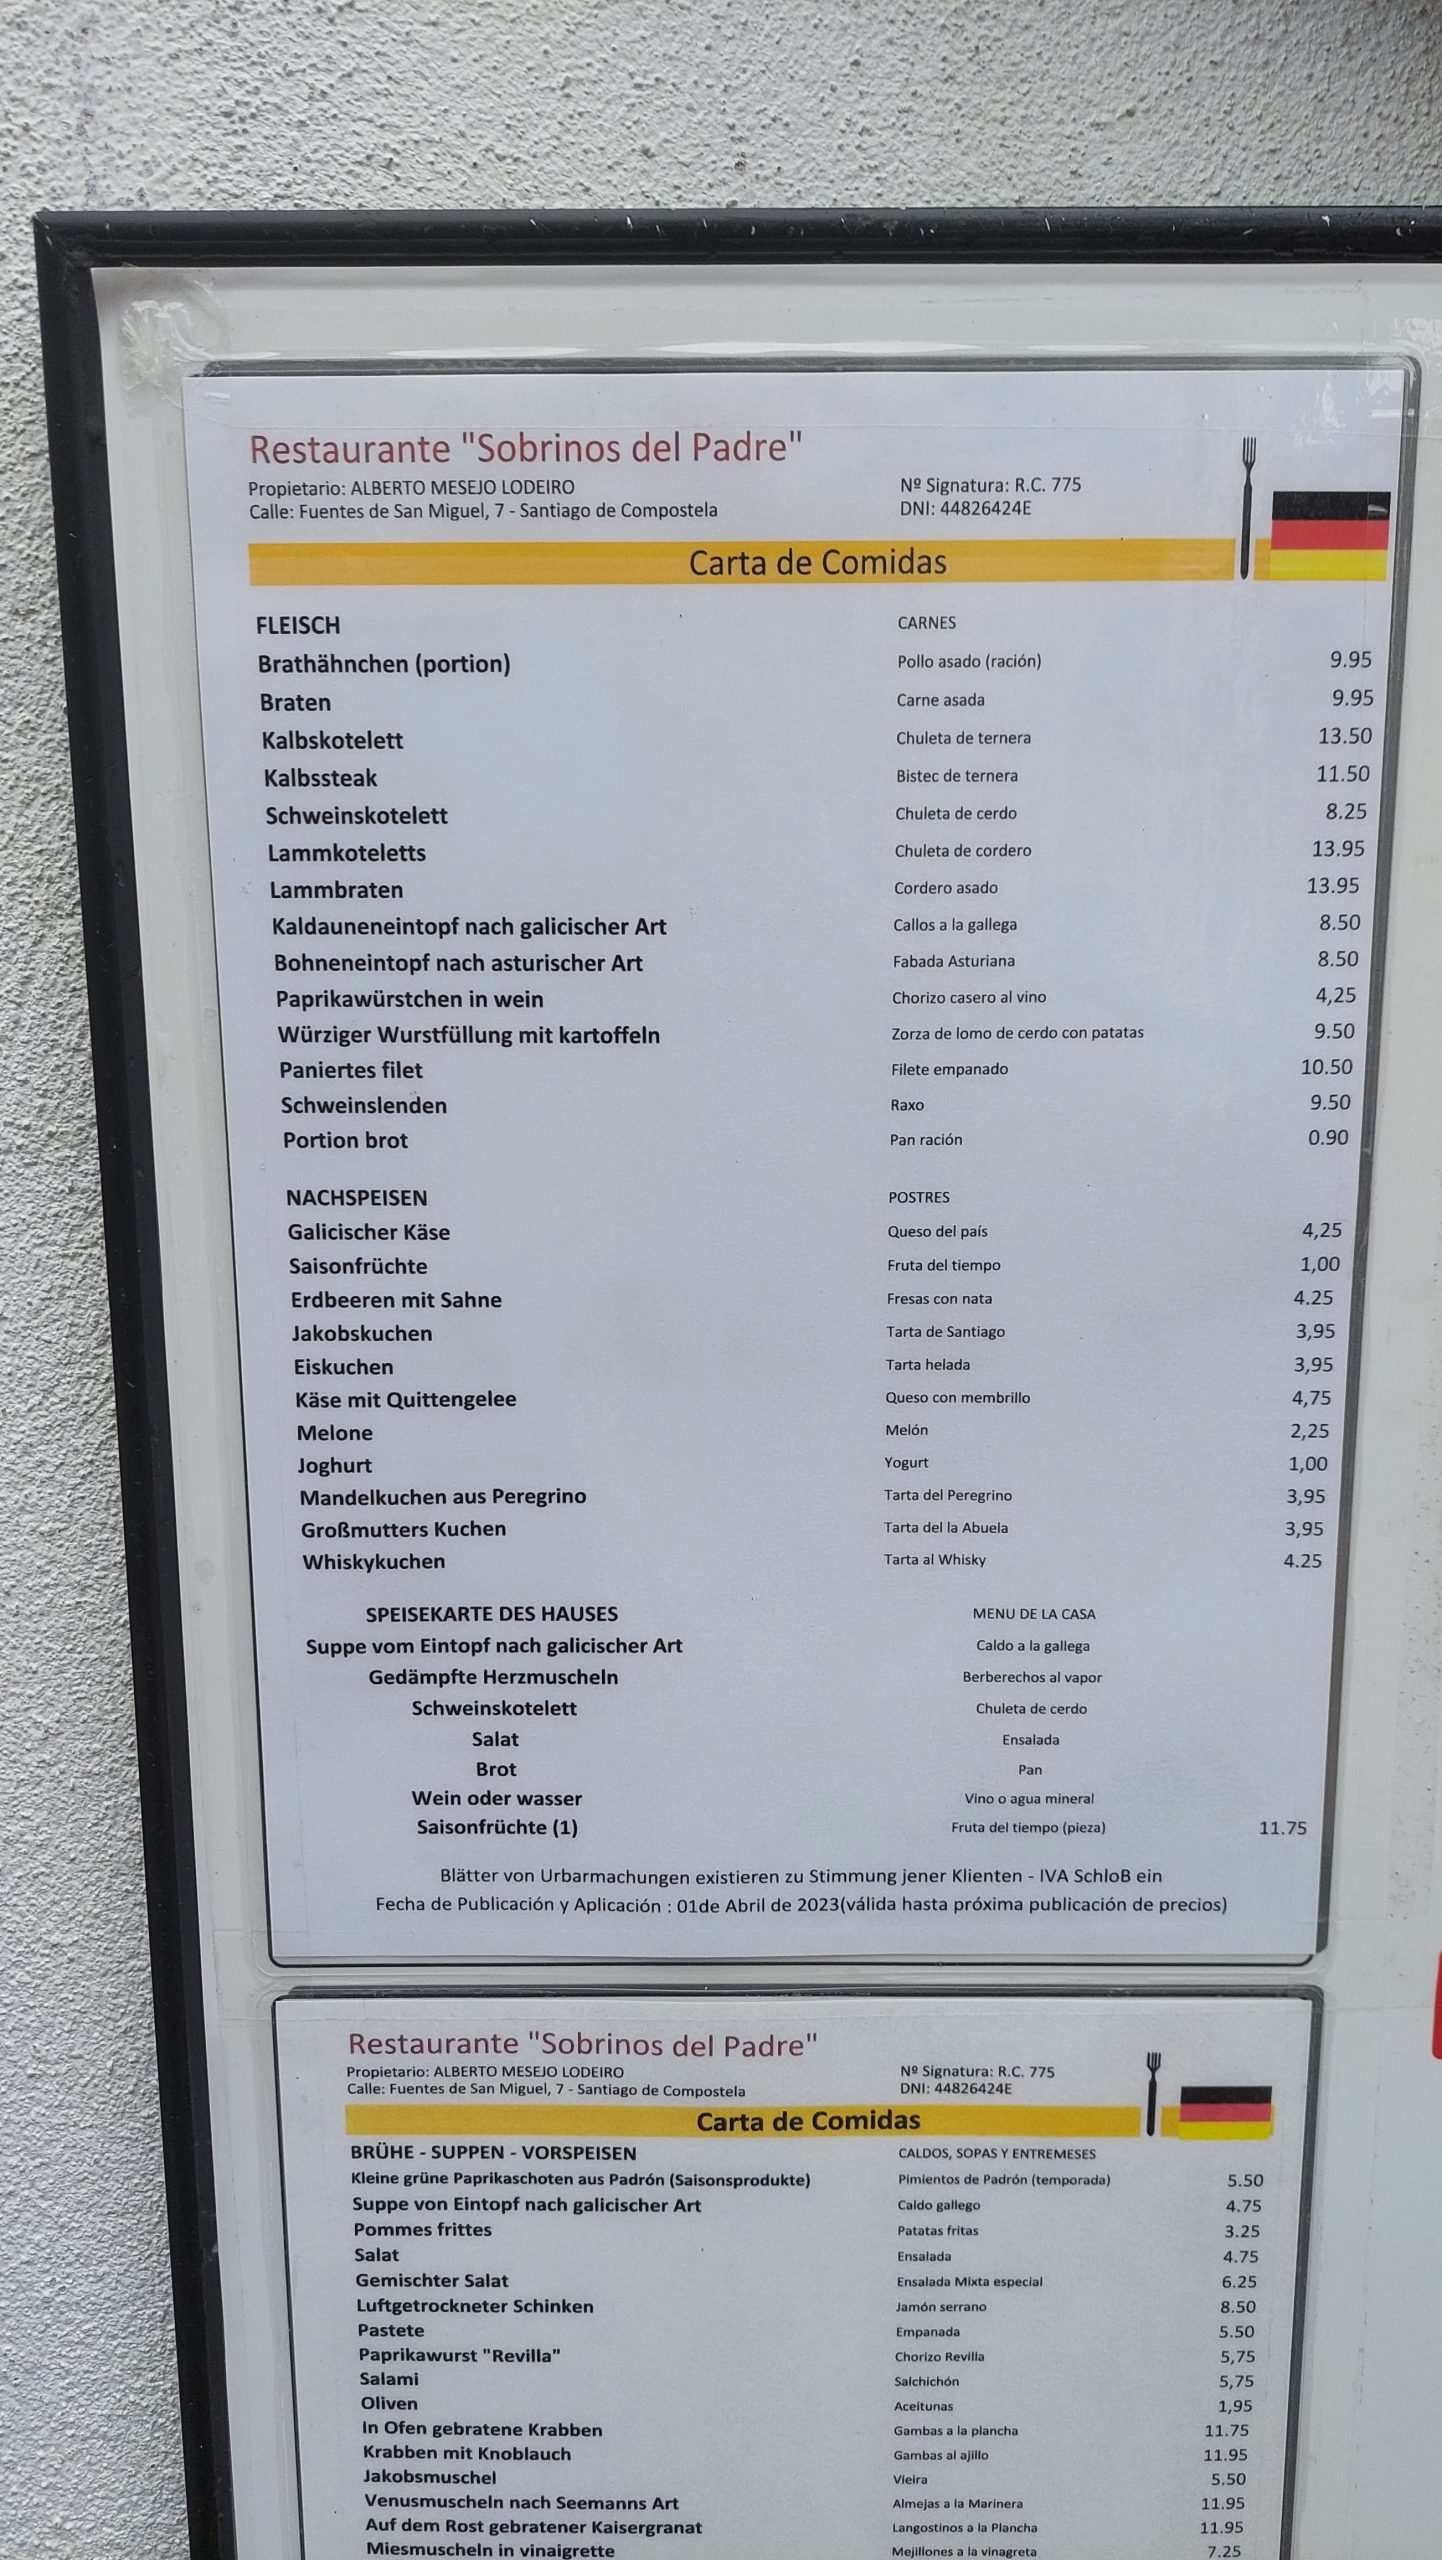 Restaurante "Sobrinos del Padre"
Propietario: ALBERTO MESEJO LODEIRO Nº Signatura: R.C. 775
Calle: Fuentes de San Miguel, 7 - Santiago de Compostela DNI: 44826424E
Carta de Comidas
FLEISCH CARNES
Brathähnchen (portion) Pollo asado (ración) 9.95
Braten Carne asada 9.95
Kalbskotelett Chuleta de ternera 13.50
Kalbssteak Bistec de ternera 11.50
Schweinskotelett Chuleta de cerdo 8.25
Lammkoteletts Chuleta de cordero 13.95
Lammbraten Cordero asado 13.95
Kaldauneneintopf nach galicischer Art Callos a la gallega 8.50
Bohneneintopf nach asturischer Art Fabada Asturiana 8.50
Paprikawürstchen in wein Chorizo casero al vino 4,25
Würziger Wurstfüllung mit kartoffeln Zorza de lomo de cerdo con patatas 9.50
Paniertes filet Filete empanado 10.50
Schweinslenden Raxo 9.50
Portion brot Pan ración 0.90
NACHSPEISEN POSTRES
Galicischer Käse Queso del país 4,25
Saisonfrüchte Fruta del tiempo 1,00
Erdbeeren mit Sahne Fresas con nata 4.25
Jakobskuchen Tarta de Santiago 3,95
Eiskuchen Tarta helada 3,95
Käse mit Quittengelee Queso con membrillo 4,75
Melone Melón 2,25
Joghurt Yogurt 1,00
Mandelkuchen aus Peregrino Tarta del Peregrino 3,95
Großmutters Kuchen Tarta del la Abuela 3,95
Whiskykuchen Tarta al Whisky 4.25
SPEISEKARTE DES HAUSES MENU DE LA CASA
Suppe vom Eintopf nach galicischer Art Caldo a la gallega
Gedämpfte Herzmuscheln Berberechos al vapor
Schweinskotelett Chuleta de cerdo
Salat Ensalada
Brot Pan
Wein oder wasser Vino o agua mineral
Saisonfrüchte (1) Fruta del tiempo (pieza) 11.75
Blätter von Urbarmachungen existieren zu Stimmung jener Klienten - IVA SchloB ein
Fecha de Publicación y Aplicación : 01de Abril de 2023(válida hasta próxima publicación de precios)
Restaurante "Sobrinos del Padre"
Propietario: ALBERTO MESEJO LODEIRO Nº Signatura: R.C. 775
Calle: Fuentes de San Miguel, 7 - Santiago de Compostela DNI: 44826424E
Carta de Comidas
BRÜHE - SUPPEN - VORSPEISEN CALDOS, SOPAS Y ENTREMESES
Kleine grüne Paprikaschoten aus Padrón (Saisonsprodukte) Pimientos de Padrón (temporada) 5.50
Suppe von Eintopf nach galicischer Art Caldo gallego 4.75
Pommes frittes Patatas fritas 3.25
Salat Ensalada 4.75
Gemischter Salat Ensalada Mixta especial 6.25
Luftgetrockneter Schinken Jamón serrano 8.50
Pastete Empanada 5.50
Paprikawurst "Revilla" Chorizo Revilla 5,75
Salami Salchichón 5,75
Oliven Aceitunas 1,95
In Ofen gebratene Krabben Gambas a la plancha 11.75
Krabben mit Knoblauch Gambas al ajillo 11.95
Jakobsmuschel Vieira 5.50
Venusmuscheln nach Seemanns Art Almejas a la Marinera 11.95
Auf dem Rost gebratener Kaisergranat Langostinos a la Plancha 11.95
Miesmuscheln in vinaigrette Mejillones a la vinagreta 7.25